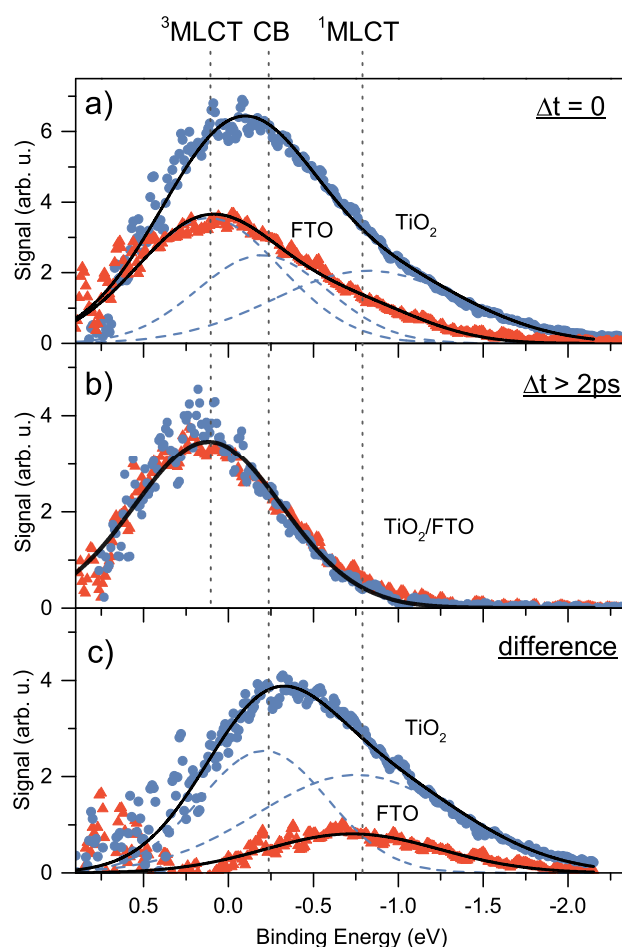 ³MLCT CB ¹MLCT
a)
Δt = 0
6
4
2
0
Signal (arb. u.)
FTO
TiO₂
b)
Δt > 2ps
4
2
0
Signal (arb. u.)
TiO₂/FTO
c)
difference
4
2
0
Signal (arb. u.)
TiO₂
FTO
0.5 0.0 -0.5 -1.0 -1.5 -2.0
Binding Energy (eV)